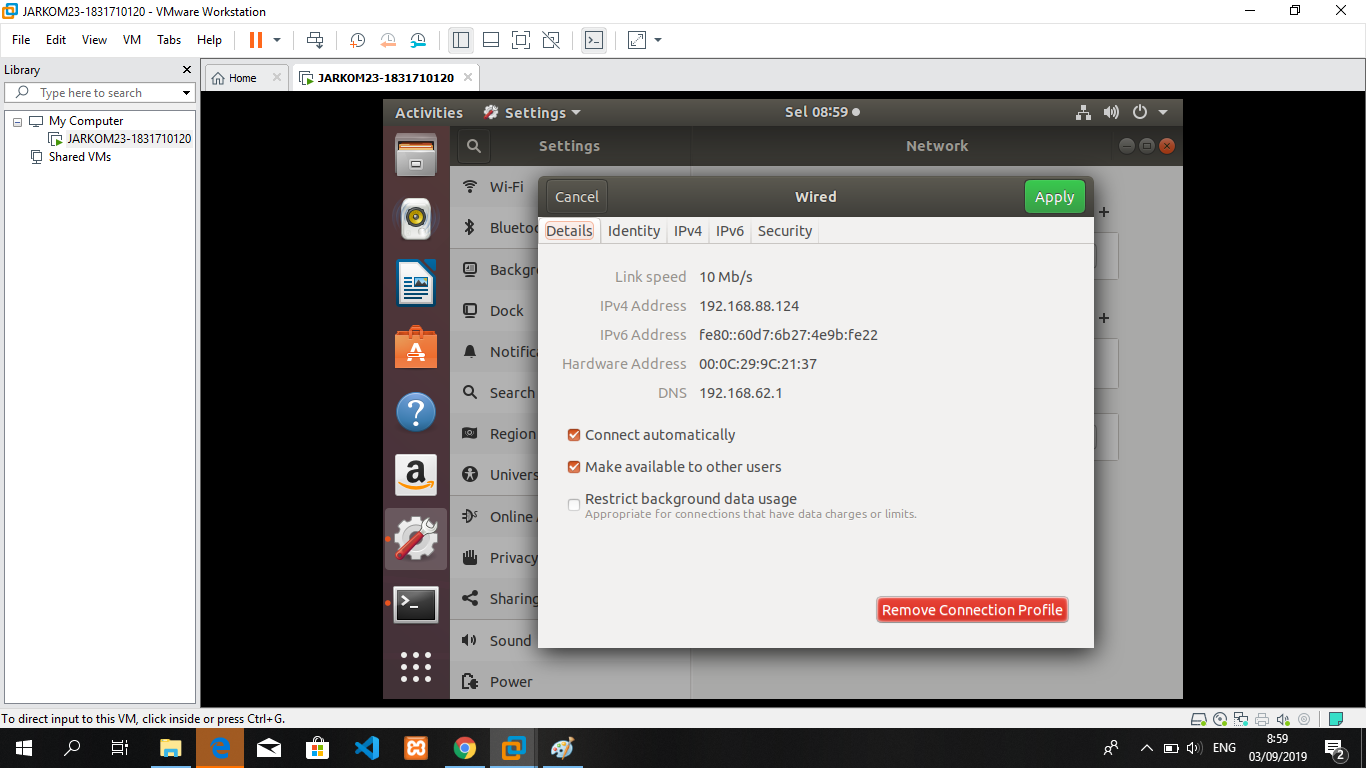 JARKOM23-1831710120 - VMware Workstation
File Edit View VM Tabs Help
Library
Type here to search
My Computer
JARKOM23-1831710120
Shared VMs
Home
JARKOM23-1831710120
Activities Settings Sel 08:59
Settings Network
Wi-Fi
Blueto
Backgr
Dock
Notific
Search
Region
Univers
Online A
Privacy
Sharing
Sound
Power
Cancel Wired Apply
Details Identity IPv4 IPv6 Security
Link speed 10 Mb/s
IPv4 Address 192.168.88.124
IPv6 Address fe80::60d7:6b27:4e9b:fe22
Hardware Address 00:0C:29:9C:21:37
DNS 192.168.62.1
Connect automatically
Make available to other users
Restrict background data usage
Appropriate for connections that have data charges or limits.
Remove Connection Profile
To direct input to this VM, click inside or press Ctrl+G.
ENG
8:59
03/09/2019
2